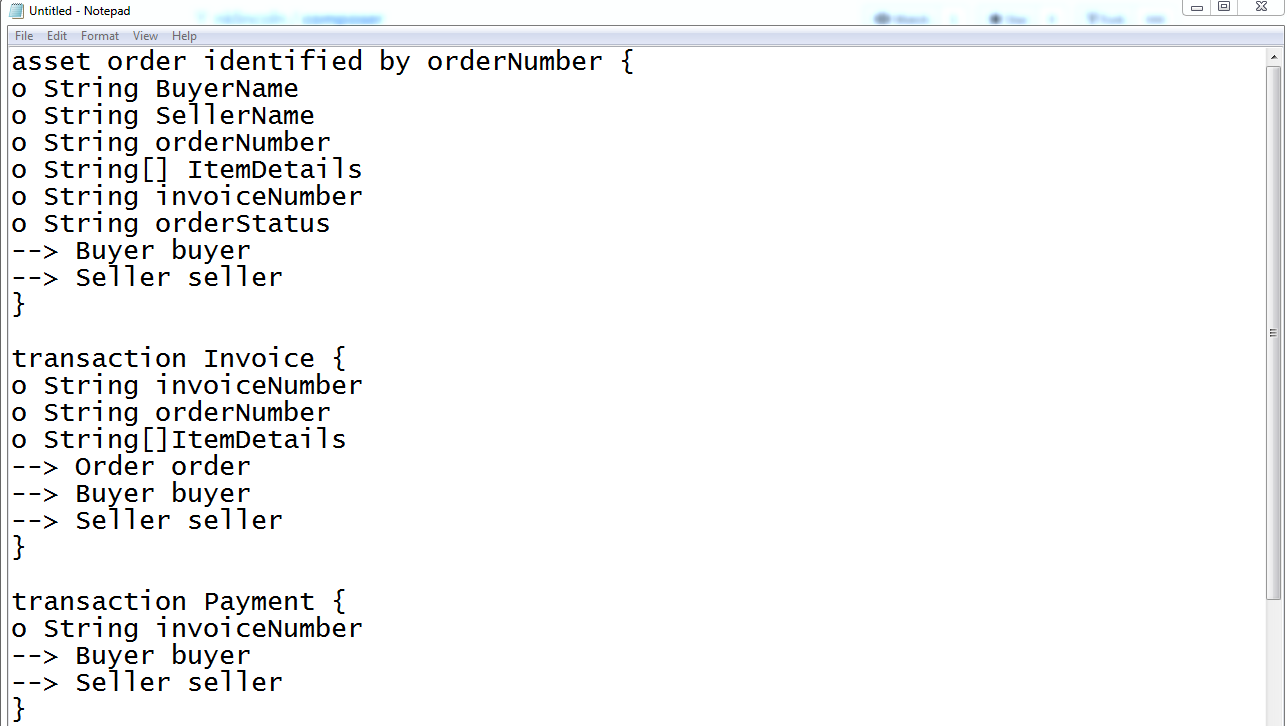 Untitled - Notepad
File Edit Format View Help
asset order identified by orderNumber {
o String BuyerName
o String SellerName
o String orderNumber
o String[] ItemDetails
o String invoiceNumber
o String orderStatus
--> Buyer buyer
--> Seller seller
}
transaction Invoice {
o String invoiceNumber
o String orderNumber
o String[]ItemDetails
--> Order order
--> Buyer buyer
--> Seller seller
}
transaction Payment {
o String invoiceNumber
--> Buyer buyer
--> Seller seller
}